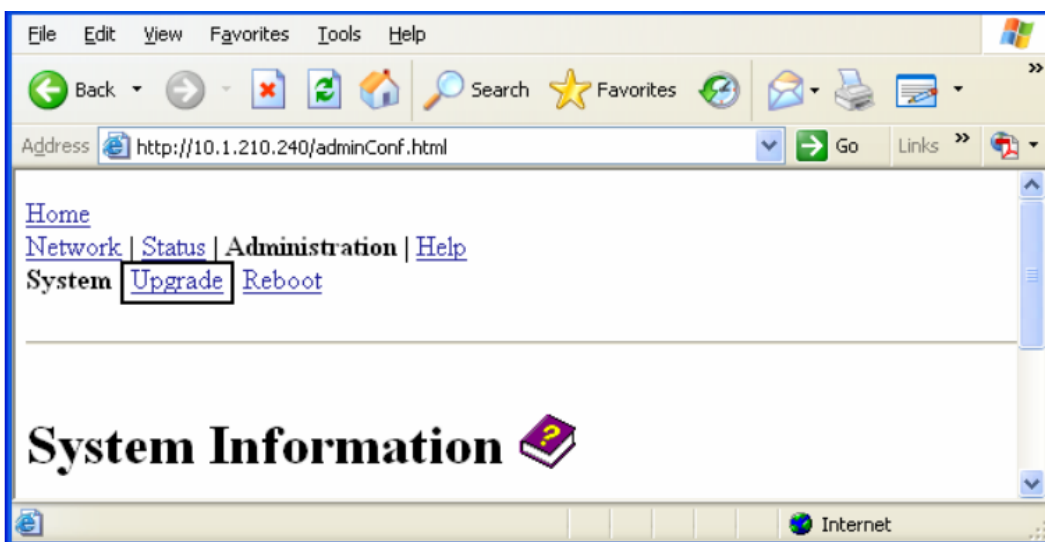 File Edit View Favorites Tools Help
Back Search Favorites »
Address http://10.1.210.240/adminConf.html Go Links »
Home
Network | Status | Administration | Help
System Upgrade Reboot
System Information ?
Internet